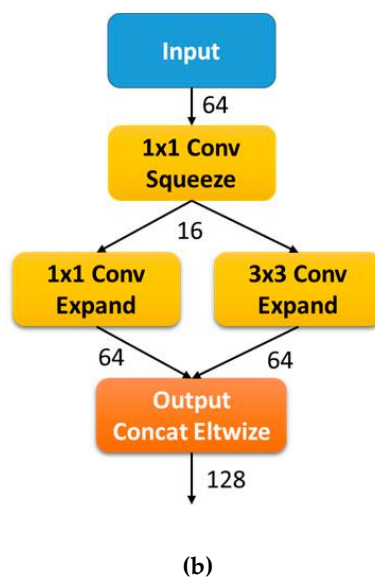 Input
64
1x1 Conv
Squeeze
16
1x1 Conv
Expand
3x3 Conv
Expand
64
64
Output
Concat Eltwize
128
(b)